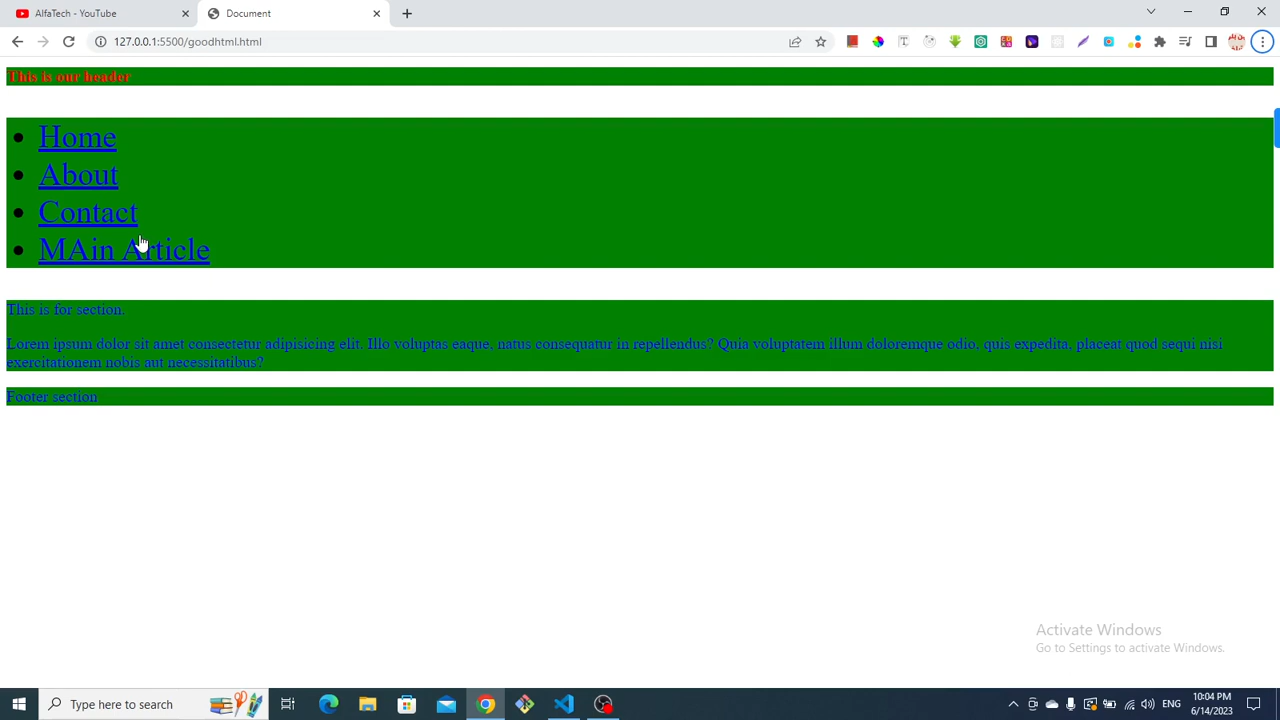 AlfaTech - YouTube
Document
127.0.0.1:5500/goodhtml.html
This is our header
Home
About
Contact
MAin Article
This is for section.
Lorem ipsum dolor sit amet consectetur adipisicing elit. Illo voluptas eaque, natus consequatur in repellendus? Quia voluptatem illum doloremque odio, quis expedita, placeat quod sequi nisi
exercitationem nobis aut necessitatibus?
Footer section
Activate Windows
Go to Settings to activate Windows.
Type here to search
ENG
10:04 PM
6/14/2023